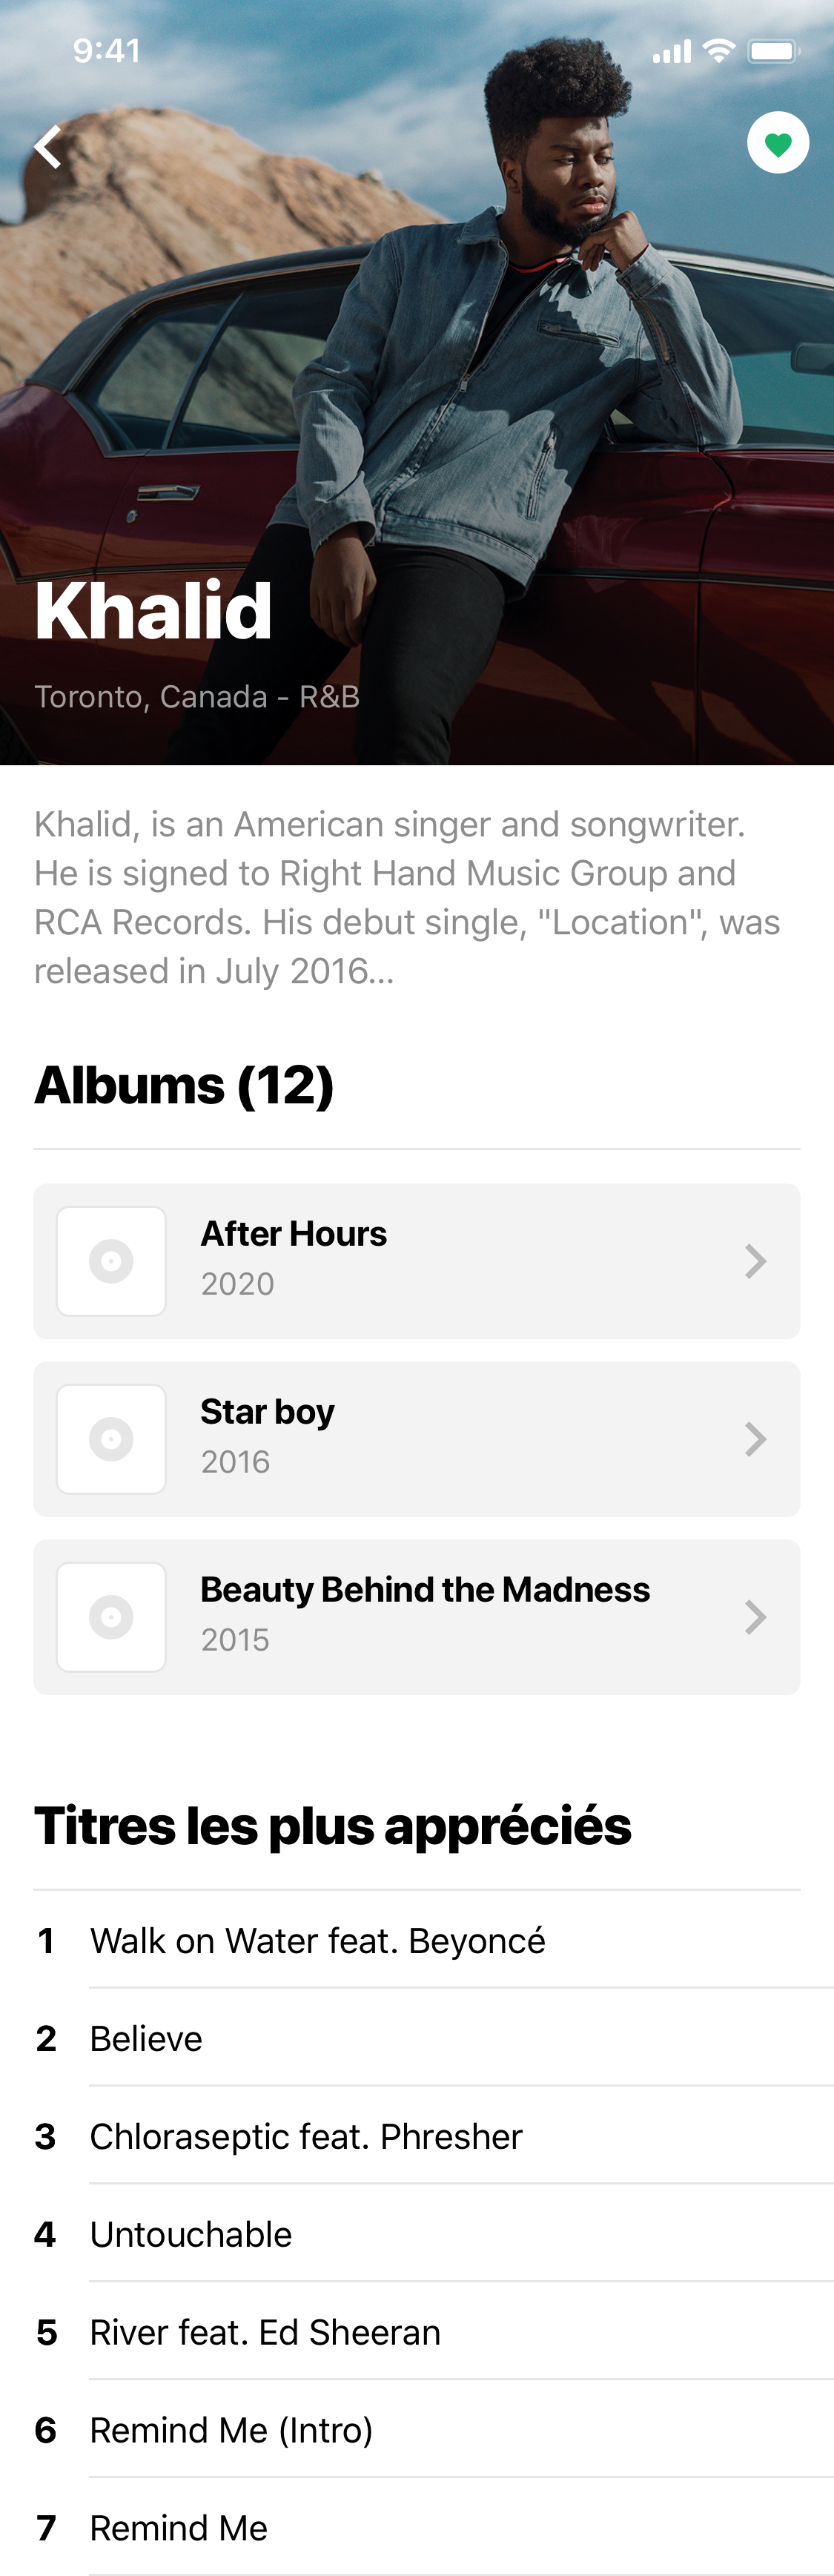 9:41
Khalid
Toronto, Canada - R&B
Khalid, is an American singer and songwriter.
He is signed to Right Hand Music Group and
RCA Records. His debut single, "Location", was
released in July 2016...
Albums (12)
After Hours
2020
Star boy
2016
Beauty Behind the Madness
2015
Titres les plus appréciés
1 Walk on Water feat. Beyoncé
2 Believe
3 Chloraseptic feat. Phresher
4 Untouchable
5 River feat. Ed Sheeran
6 Remind Me (Intro)
7 Remind Me